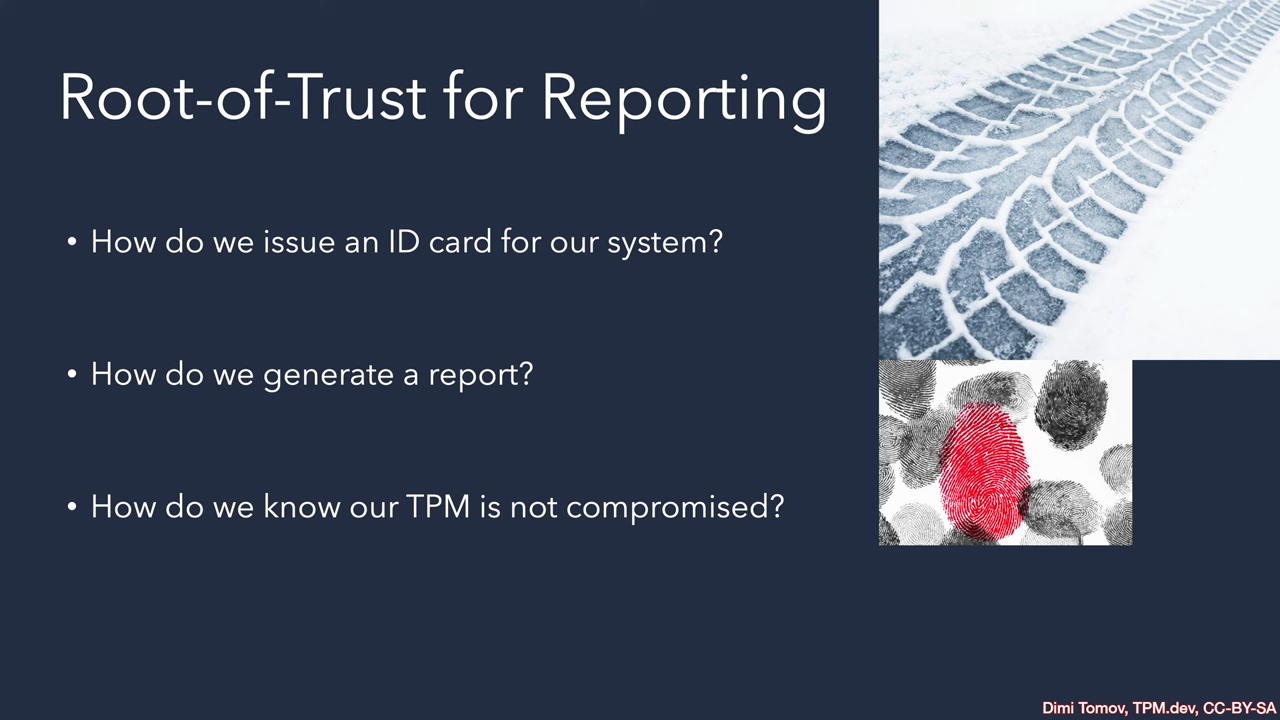 Root-of-Trust for Reporting
• How do we issue an ID card for our system?
• How do we generate a report?
• How do we know our TPM is not compromised?
Dimi Tomov, TPM.dev, CC-BY-SA